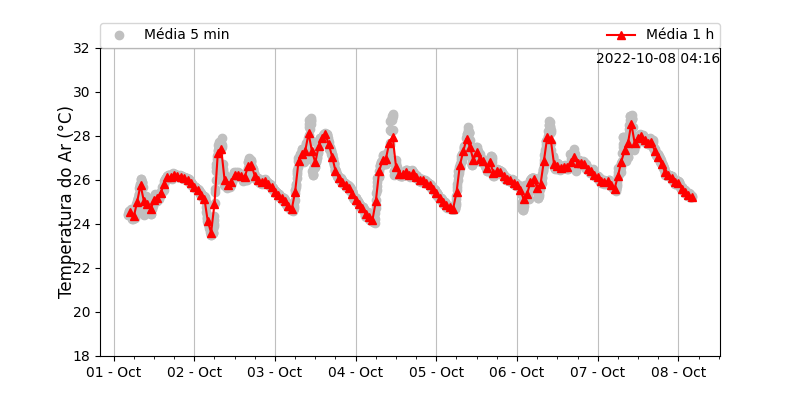 Média 5 min
Média 1 h
2022-10-08 04:16
Temperatura do Ar (°C)
32
30
28
26
24
22
20
18
01 - Oct
02 - Oct
03 - Oct
04 - Oct
05 - Oct
06 - Oct
07 - Oct
08 - Oct